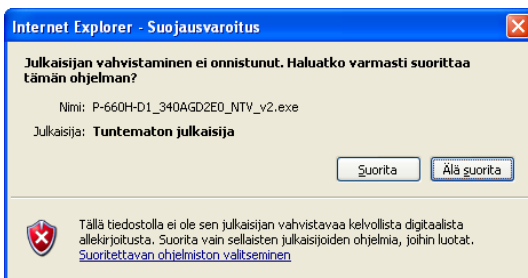 Internet Explorer - Suojausvaroitus
Julkaisijan vahvistaminen ei onnistunut. Haluatko varmasti suorittaa
tämän ohjelman?
Nimi: P-660H-D1_340AGD2E0_NTV_v2.exe
Julkaisija: Tuntematon julkaisija
Suorita
Älä suorita
Tällä tiedostolla ei ole sen julkaisijan vahvistavaa kelvollista digitaalista
allekirjoitusta. Suorita vain sellaisten julkaisijoiden ohjelmia, joihin luotat.
Suoritettavan ohjelmiston valitseminen